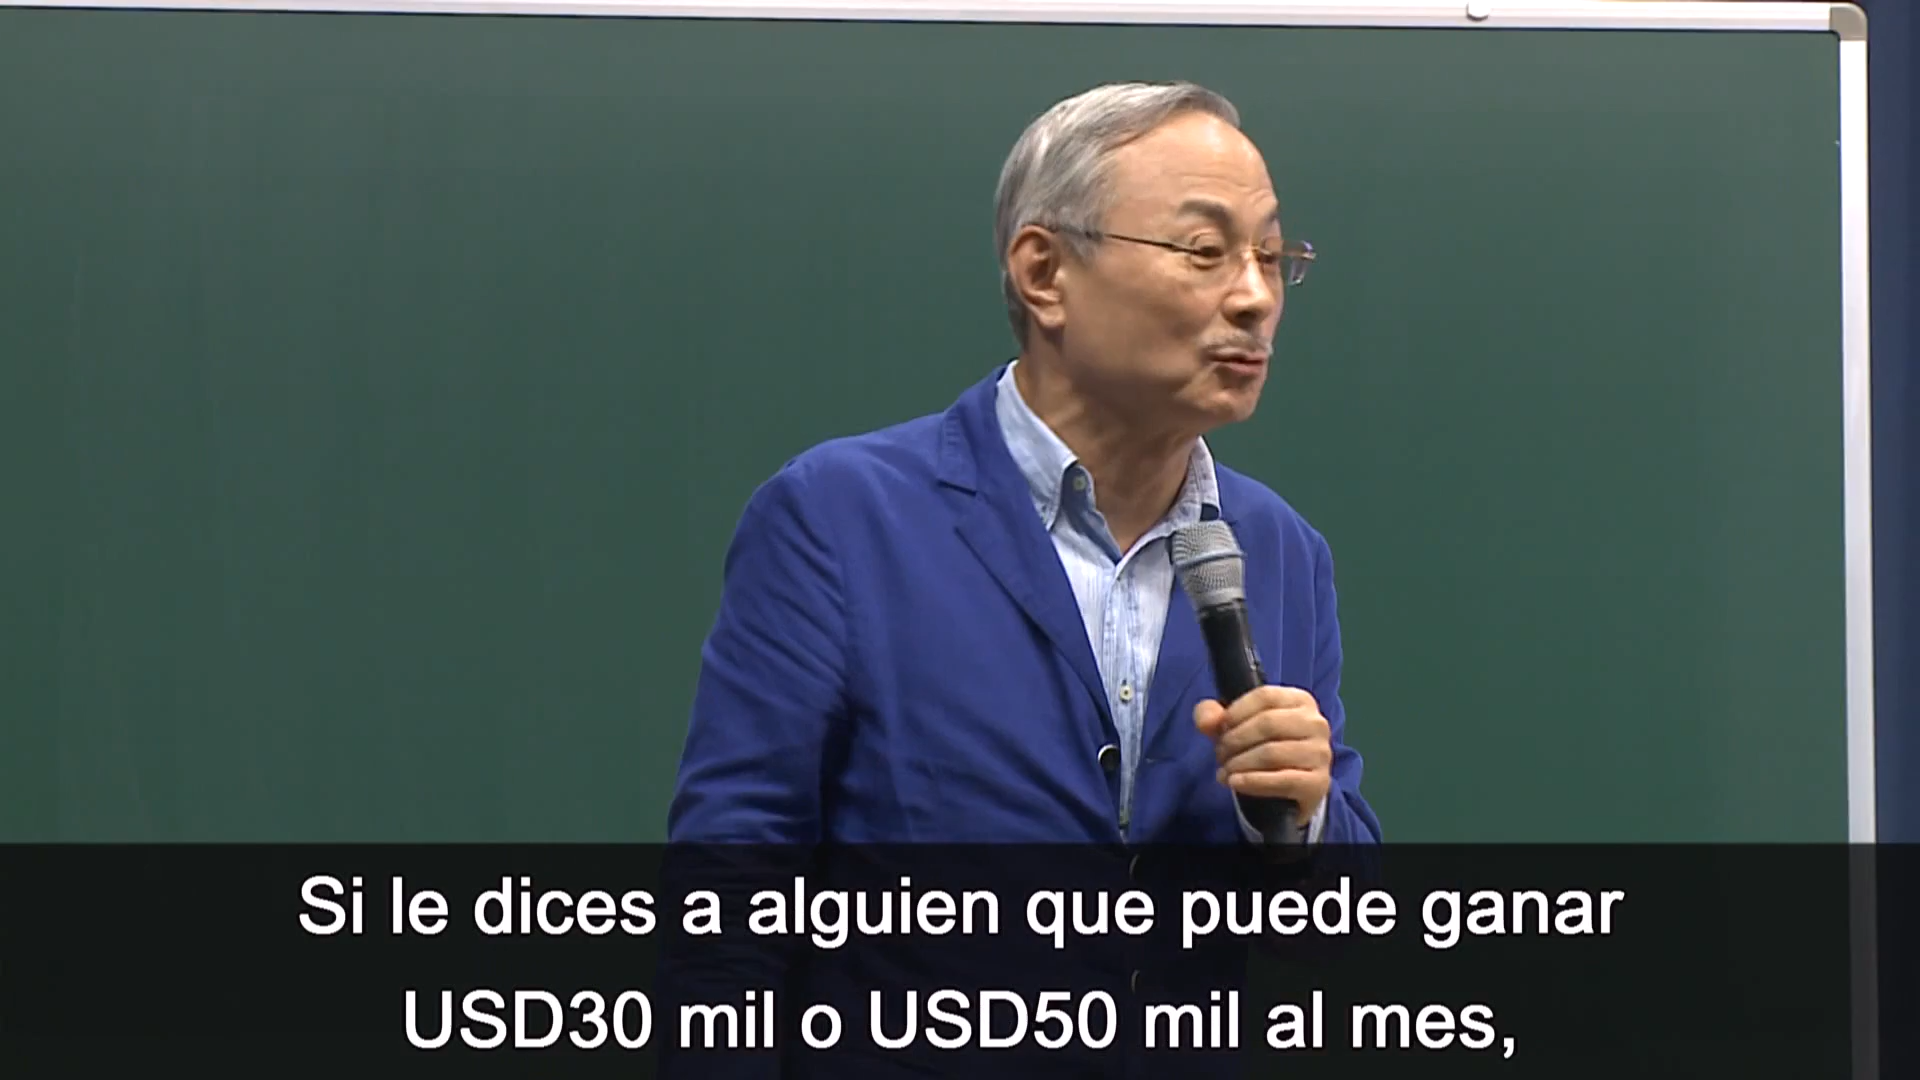 Si le dices a alguien que puede ganar
USD30 mil o USD50 mil al mes,